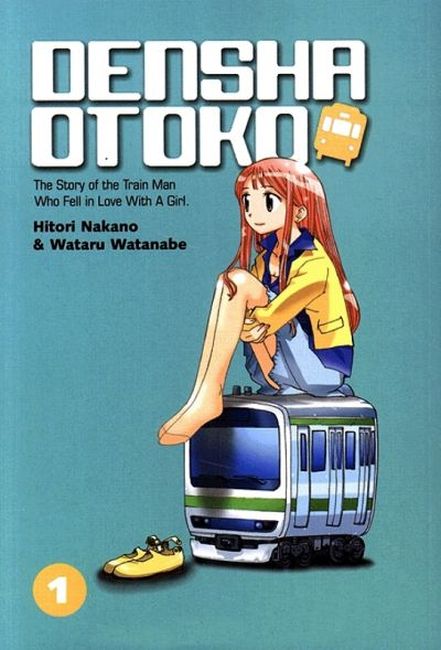 DENSHA
OTOKO
The Story of the Train Man
Who Fell in Love With A Girl.
Hitori Nakano
& Wataru Watanabe
1